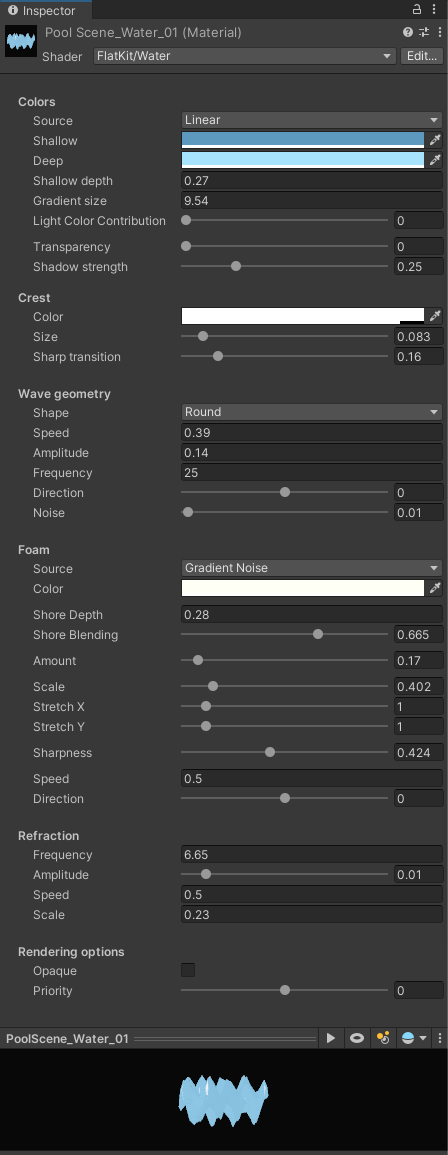 Inspector
Pool Scene_Water_01 (Material)
Shader FlatKit/Water Edit...
Colors
Source Linear
Shallow
Deep
Shallow depth 0.27
Gradient size 9.54
Light Color Contribution 0
Transparency 0
Shadow strength 0.25
Crest
Color
Size 0.083
Sharp transition 0.16
Wave geometry
Shape Round
Speed 0.39
Amplitude 0.14
Frequency 25
Direction 0
Noise 0.01
Foam
Source Gradient Noise
Color
Shore Depth 0.28
Shore Blending 0.665
Amount 0.17
Scale 0.402
Stretch X 1
Stretch Y 1
Sharpness 0.424
Speed 0.5
Direction 0
Refraction
Frequency 6.65
Amplitude 0.01
Speed 0.5
Scale 0.23
Rendering options
Opaque
Priority 0
PoolScene_Water_01